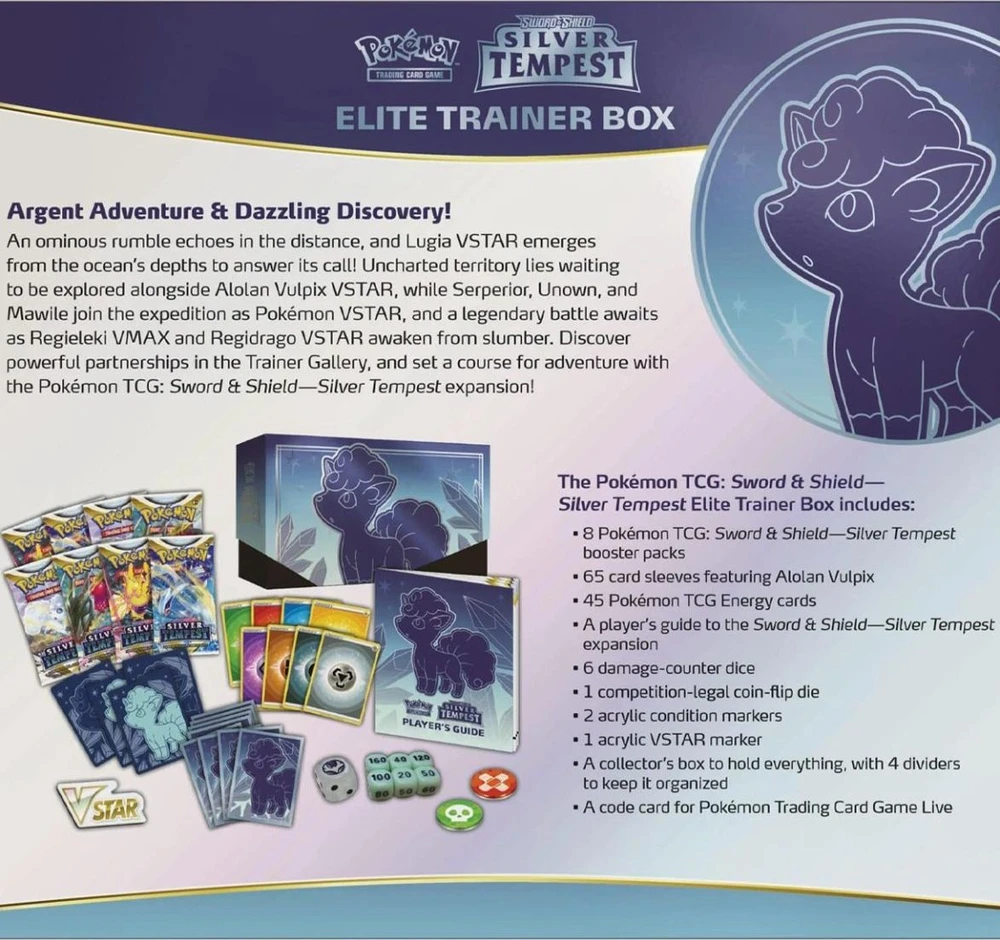 Pokémon
TRADING CARD GAME
SWORD & SHIELD
SILVER
TEMPEST
ELITE TRAINER BOX
Argent Adventure & Dazzling Discovery!
An ominous rumble echoes in the distance, and Lugia VSTAR emerges
from the ocean's depths to answer its call! Uncharted territory lies waiting
to be explored alongside Alolan Vulpix VSTAR, while Serperior, Unown, and
Mawile join the expedition as Pokémon VSTAR, and a legendary battle awaits
as Regieleki VMAX and Regidrago VSTAR awaken from slumber. Discover
powerful partnerships in the Trainer Gallery, and set a course for adventure with
the Pokémon TCG: Sword & Shield—Silver Tempest expansion!
The Pokémon TCG: Sword & Shield—
Silver Tempest Elite Trainer Box includes:
▪ 8 Pokémon TCG: Sword & Shield—Silver Tempest
booster packs
▪ 65 card sleeves featuring Alolan Vulpix
▪ 45 Pokémon TCG Energy cards
▪ A player's guide to the Sword & Shield—Silver Tempest
expansion
▪ 6 damage-counter dice
▪ 1 competition-legal coin-flip die
▪ 2 acrylic condition markers
▪ 1 acrylic VSTAR marker
▪ A collector's box to hold everything, with 4 dividers
to keep it organized
▪ A code card for Pokémon Trading Card Game Live
POKéMON
SILVER
TEMPEST
Pokémon
SILVER
TEMPEST
PLAYER'S GUIDE
160 40 120
100 20 50
80 50 60
VSTAR